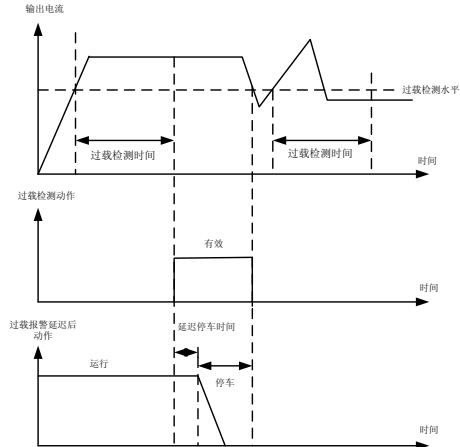 输出电流
过载检测水平
过载检测时间
过载检测时间
时间
过载检测动作
有效
时间
过载报警延迟后
动作
延迟停车时间
运行
停车
时间